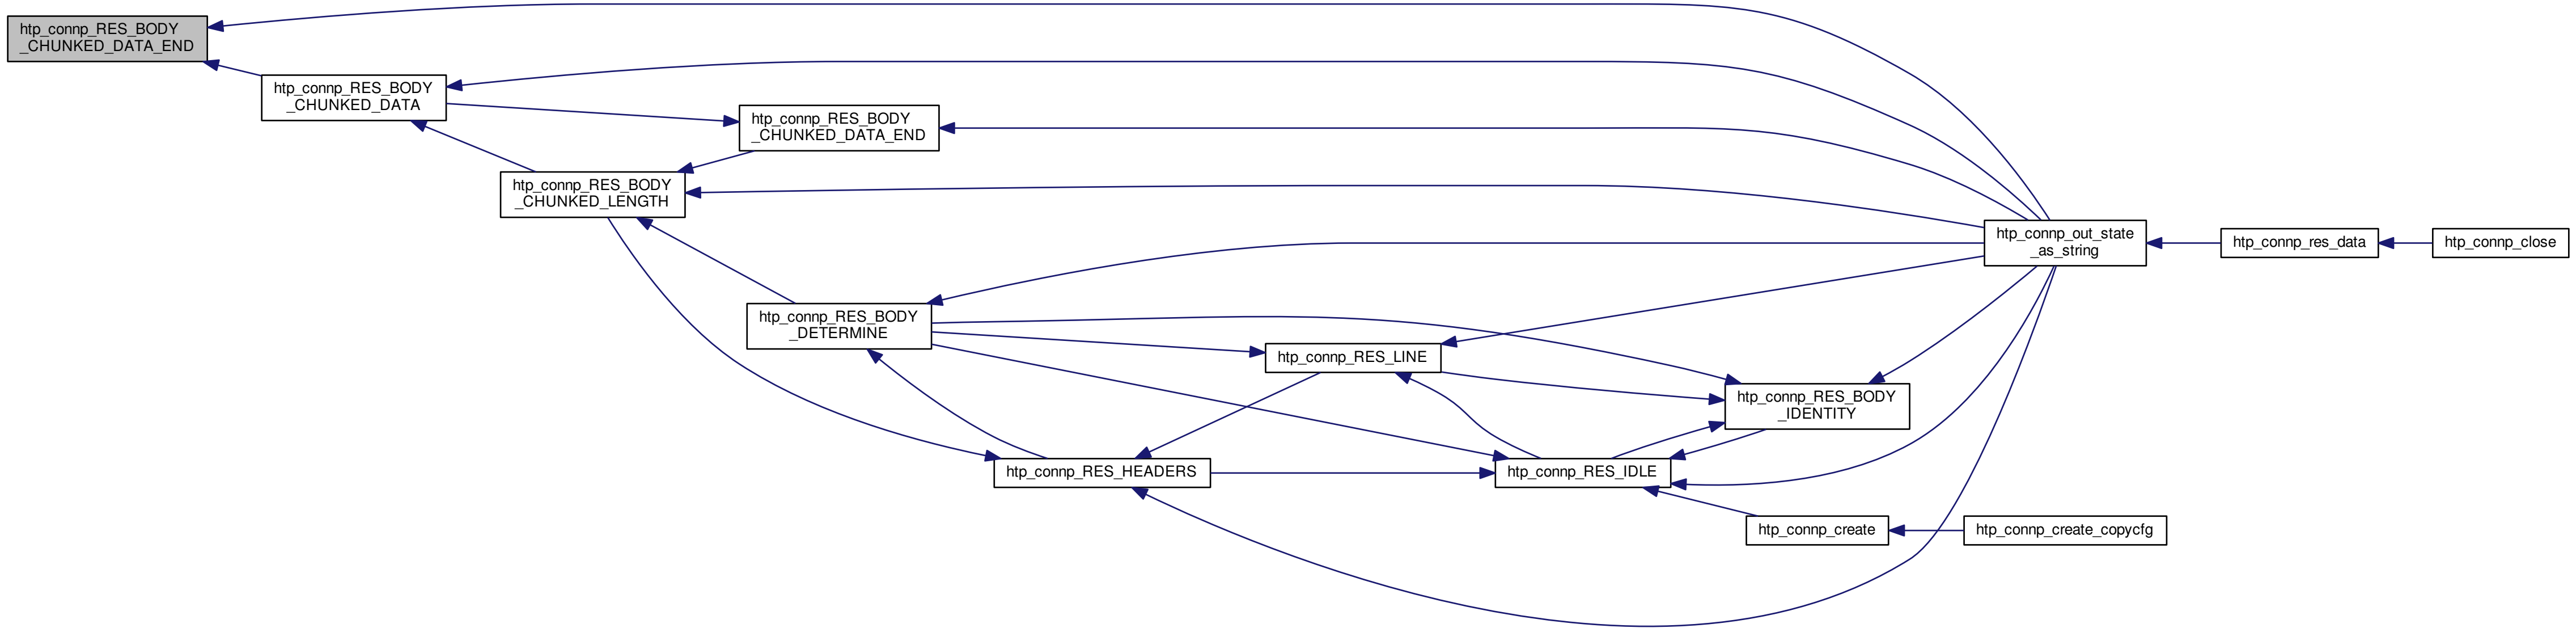 htp_connp_RES_BODY
_CHUNKED_DATA_END
htp_connp_RES_BODY
_CHUNKED_DATA
htp_connp_RES_BODY
_CHUNKED_DATA_END
htp_connp_RES_BODY
_CHUNKED_LENGTH
htp_connp_out_state
_as_string
htp_connp_res_data
htp_connp_close
htp_connp_RES_BODY
_DETERMINE
htp_connp_RES_LINE
htp_connp_RES_BODY
_IDENTITY
htp_connp_RES_HEADERS
htp_connp_RES_IDLE
htp_connp_create
htp_connp_create_copycfg